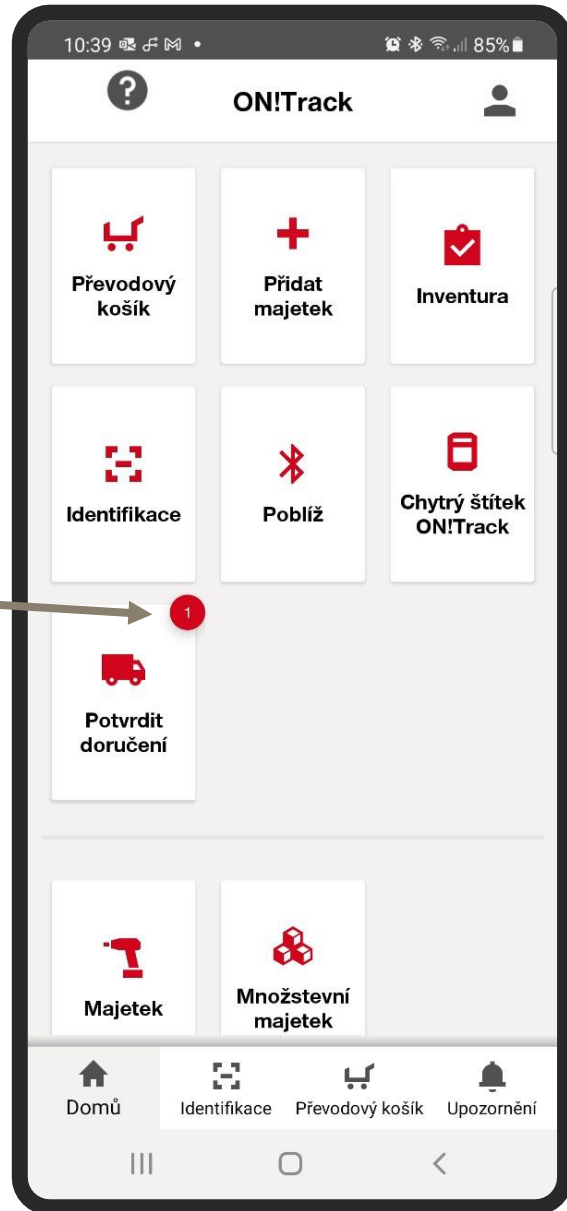 10:39
85%
ON!Track
Převodový
košík
Přidat
majetek
Inventura
Identifikace
Poblíž
Chytrý štítek
ON!Track
1
Potvrdit
doručení
Majetek
Množstevní
majetek
Domů
Identifikace
Převodový košík
Upozornění